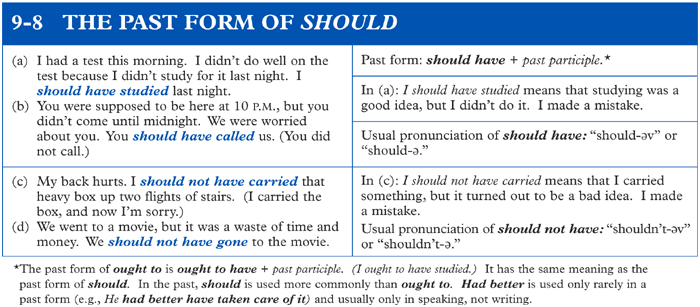 9-8 THE PAST FORM OF SHOULD
(a) I had a test this morning. I didn't do well on the
test because I didn't study for it last night. I
should have studied last night.
(b) You were supposed to be here at 10 P.M., but you
didn't come until midnight. We were worried
about you. You should have called us. (You did
not call.)
Past form: should have + past participle.*
In (a): I should have studied means that studying was a
good idea, but I didn't do it. I made a mistake.
Usual pronunciation of should have: "should-əv" or
"should-ə."
(c) My back hurts. I should not have carried that
heavy box up two flights of stairs. (I carried the
box, and now I'm sorry.)
(d) We went to a movie, but it was a waste of time and
money. We should not have gone to the movie.
In (c): I should not have carried means that I carried
something, but it turned out to be a bad idea. I made
a mistake.
Usual pronunciation of should not have: "shouldn't-əv"
or "shouldn't-ə."
*The past form of ought to is ought to have + past participle. (I ought to have studied.) It has the same meaning as the
past form of should. In the past, should is used more commonly than ought to. Had better is used only rarely in a
past form (e.g., He had better have taken care of it) and usually only in speaking, not writing.